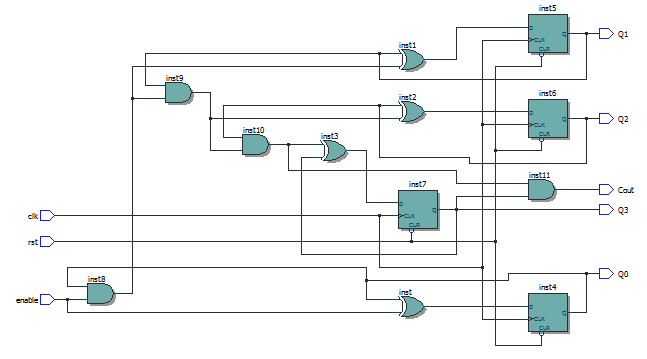 inst5
D Q Q1
CLK
CLR
inst1
inst9
inst6
inst2
D Q Q2
CLK
CLR
inst10
inst3
inst11
Cout
inst7
D
Q Q3
clk CLK
CLR
rst
Q0
inst8
inst
inst4
enable
D Q
CLK
CLR